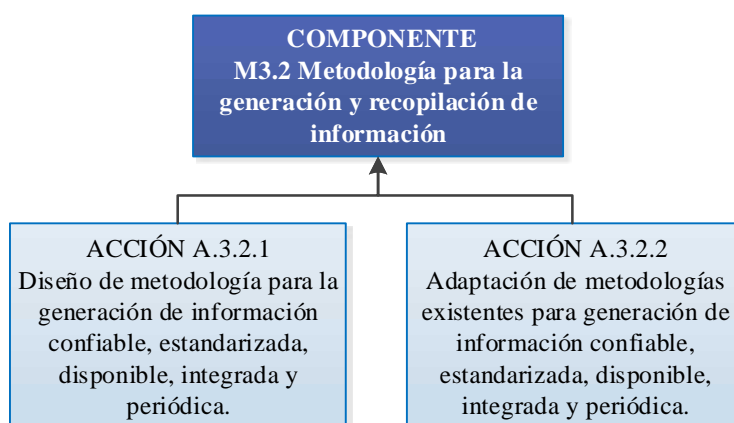 COMPONENTE
M3.2 Metodología para la
generación y recopilación de
información
ACCIÓN A.3.2.1
Diseño de metodología para la
generación de información
confiable, estandarizada,
disponible, integrada y
periódica.
ACCIÓN A.3.2.2
Adaptación de metodologías
existentes para generación de
información confiable,
estandarizada, disponible,
integrada y periódica.